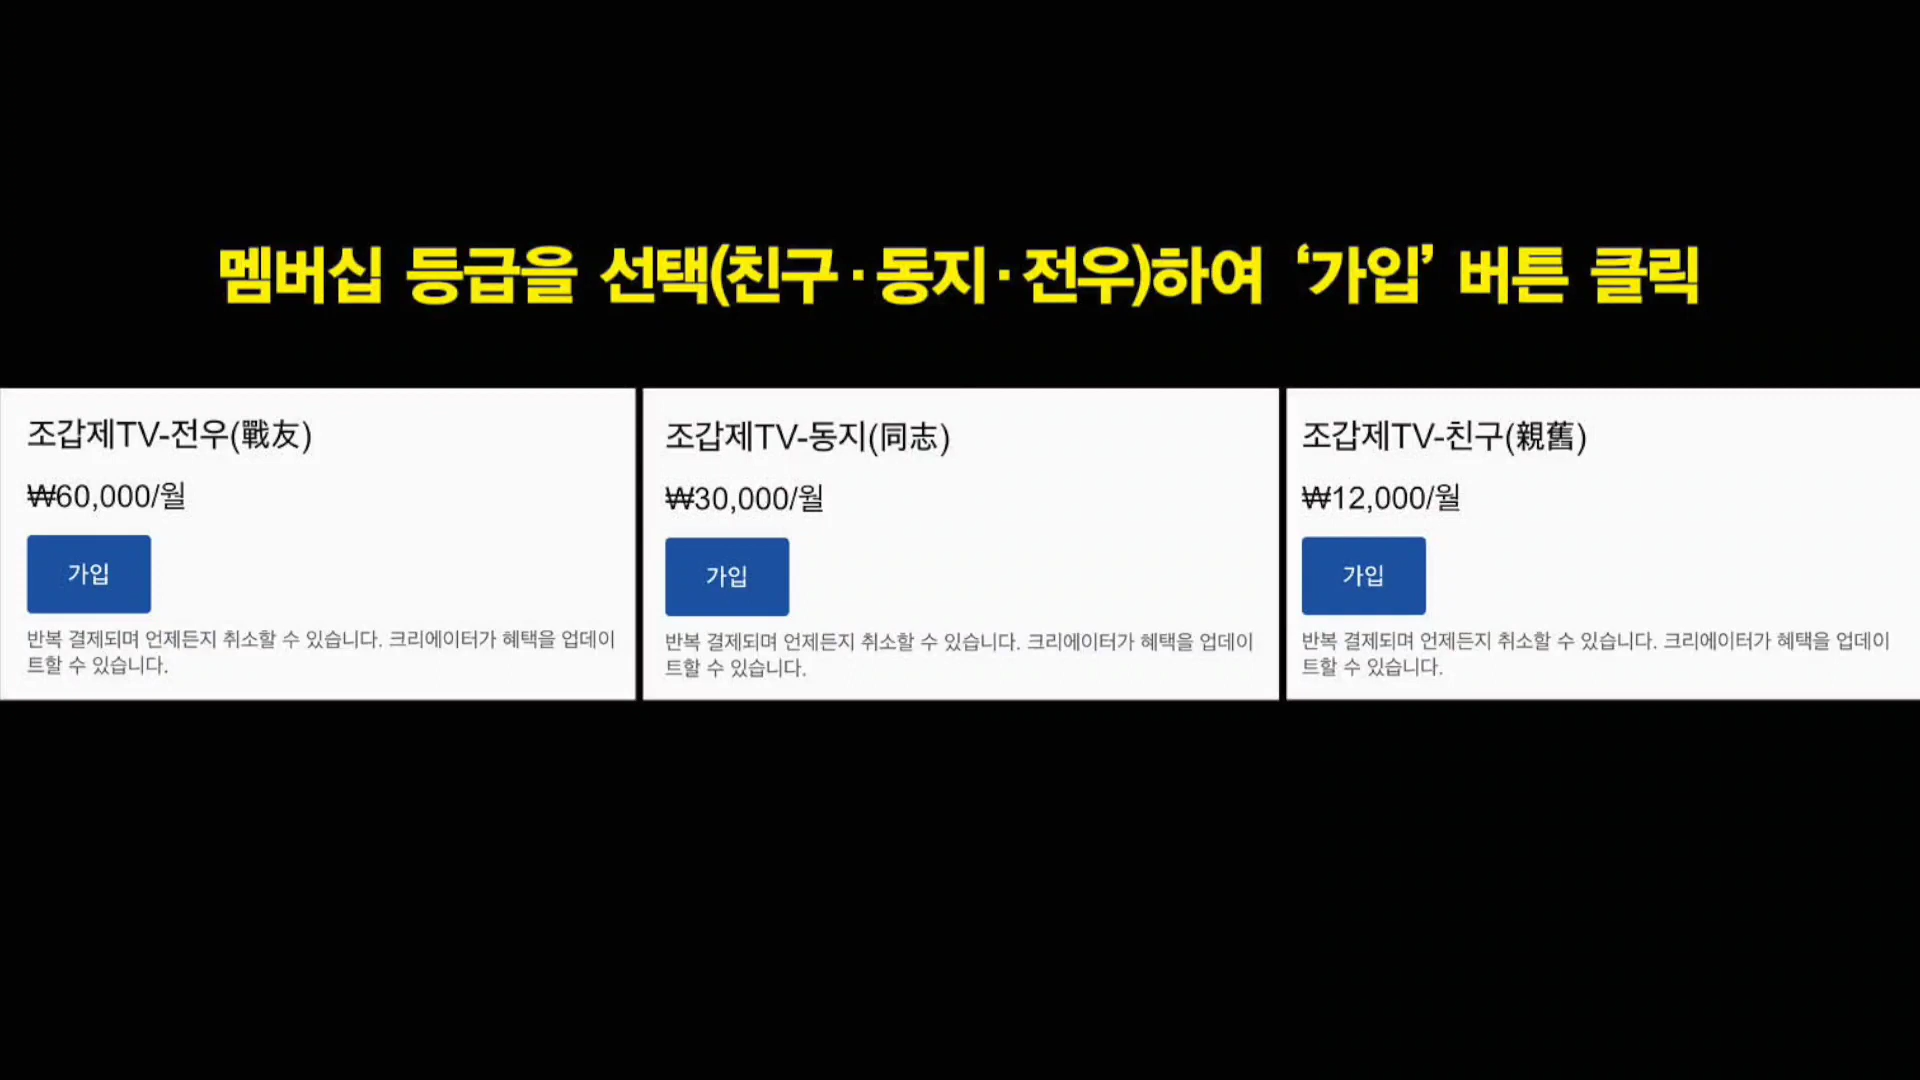 멤버십 등급을 선택(친구·동지·전우)하여 ‘가입’ 버튼 클릭
조갑제TV-전우(戰友)
₩60,000/월
가입
반복 결제되며 언제든지 취소할 수 있습니다. 크리에이터가 혜택을 업데이
트할 수 있습니다.
조갑제TV-동지(同志)
₩30,000/월
가입
반복 결제되며 언제든지 취소할 수 있습니다. 크리에이터가 혜택을 업데이
트할 수 있습니다.
조갑제TV-친구(親舊)
₩12,000/월
가입
반복 결제되며 언제든지 취소할 수 있습니다. 크리에이터가 혜택을 업데이
트할 수 있습니다.